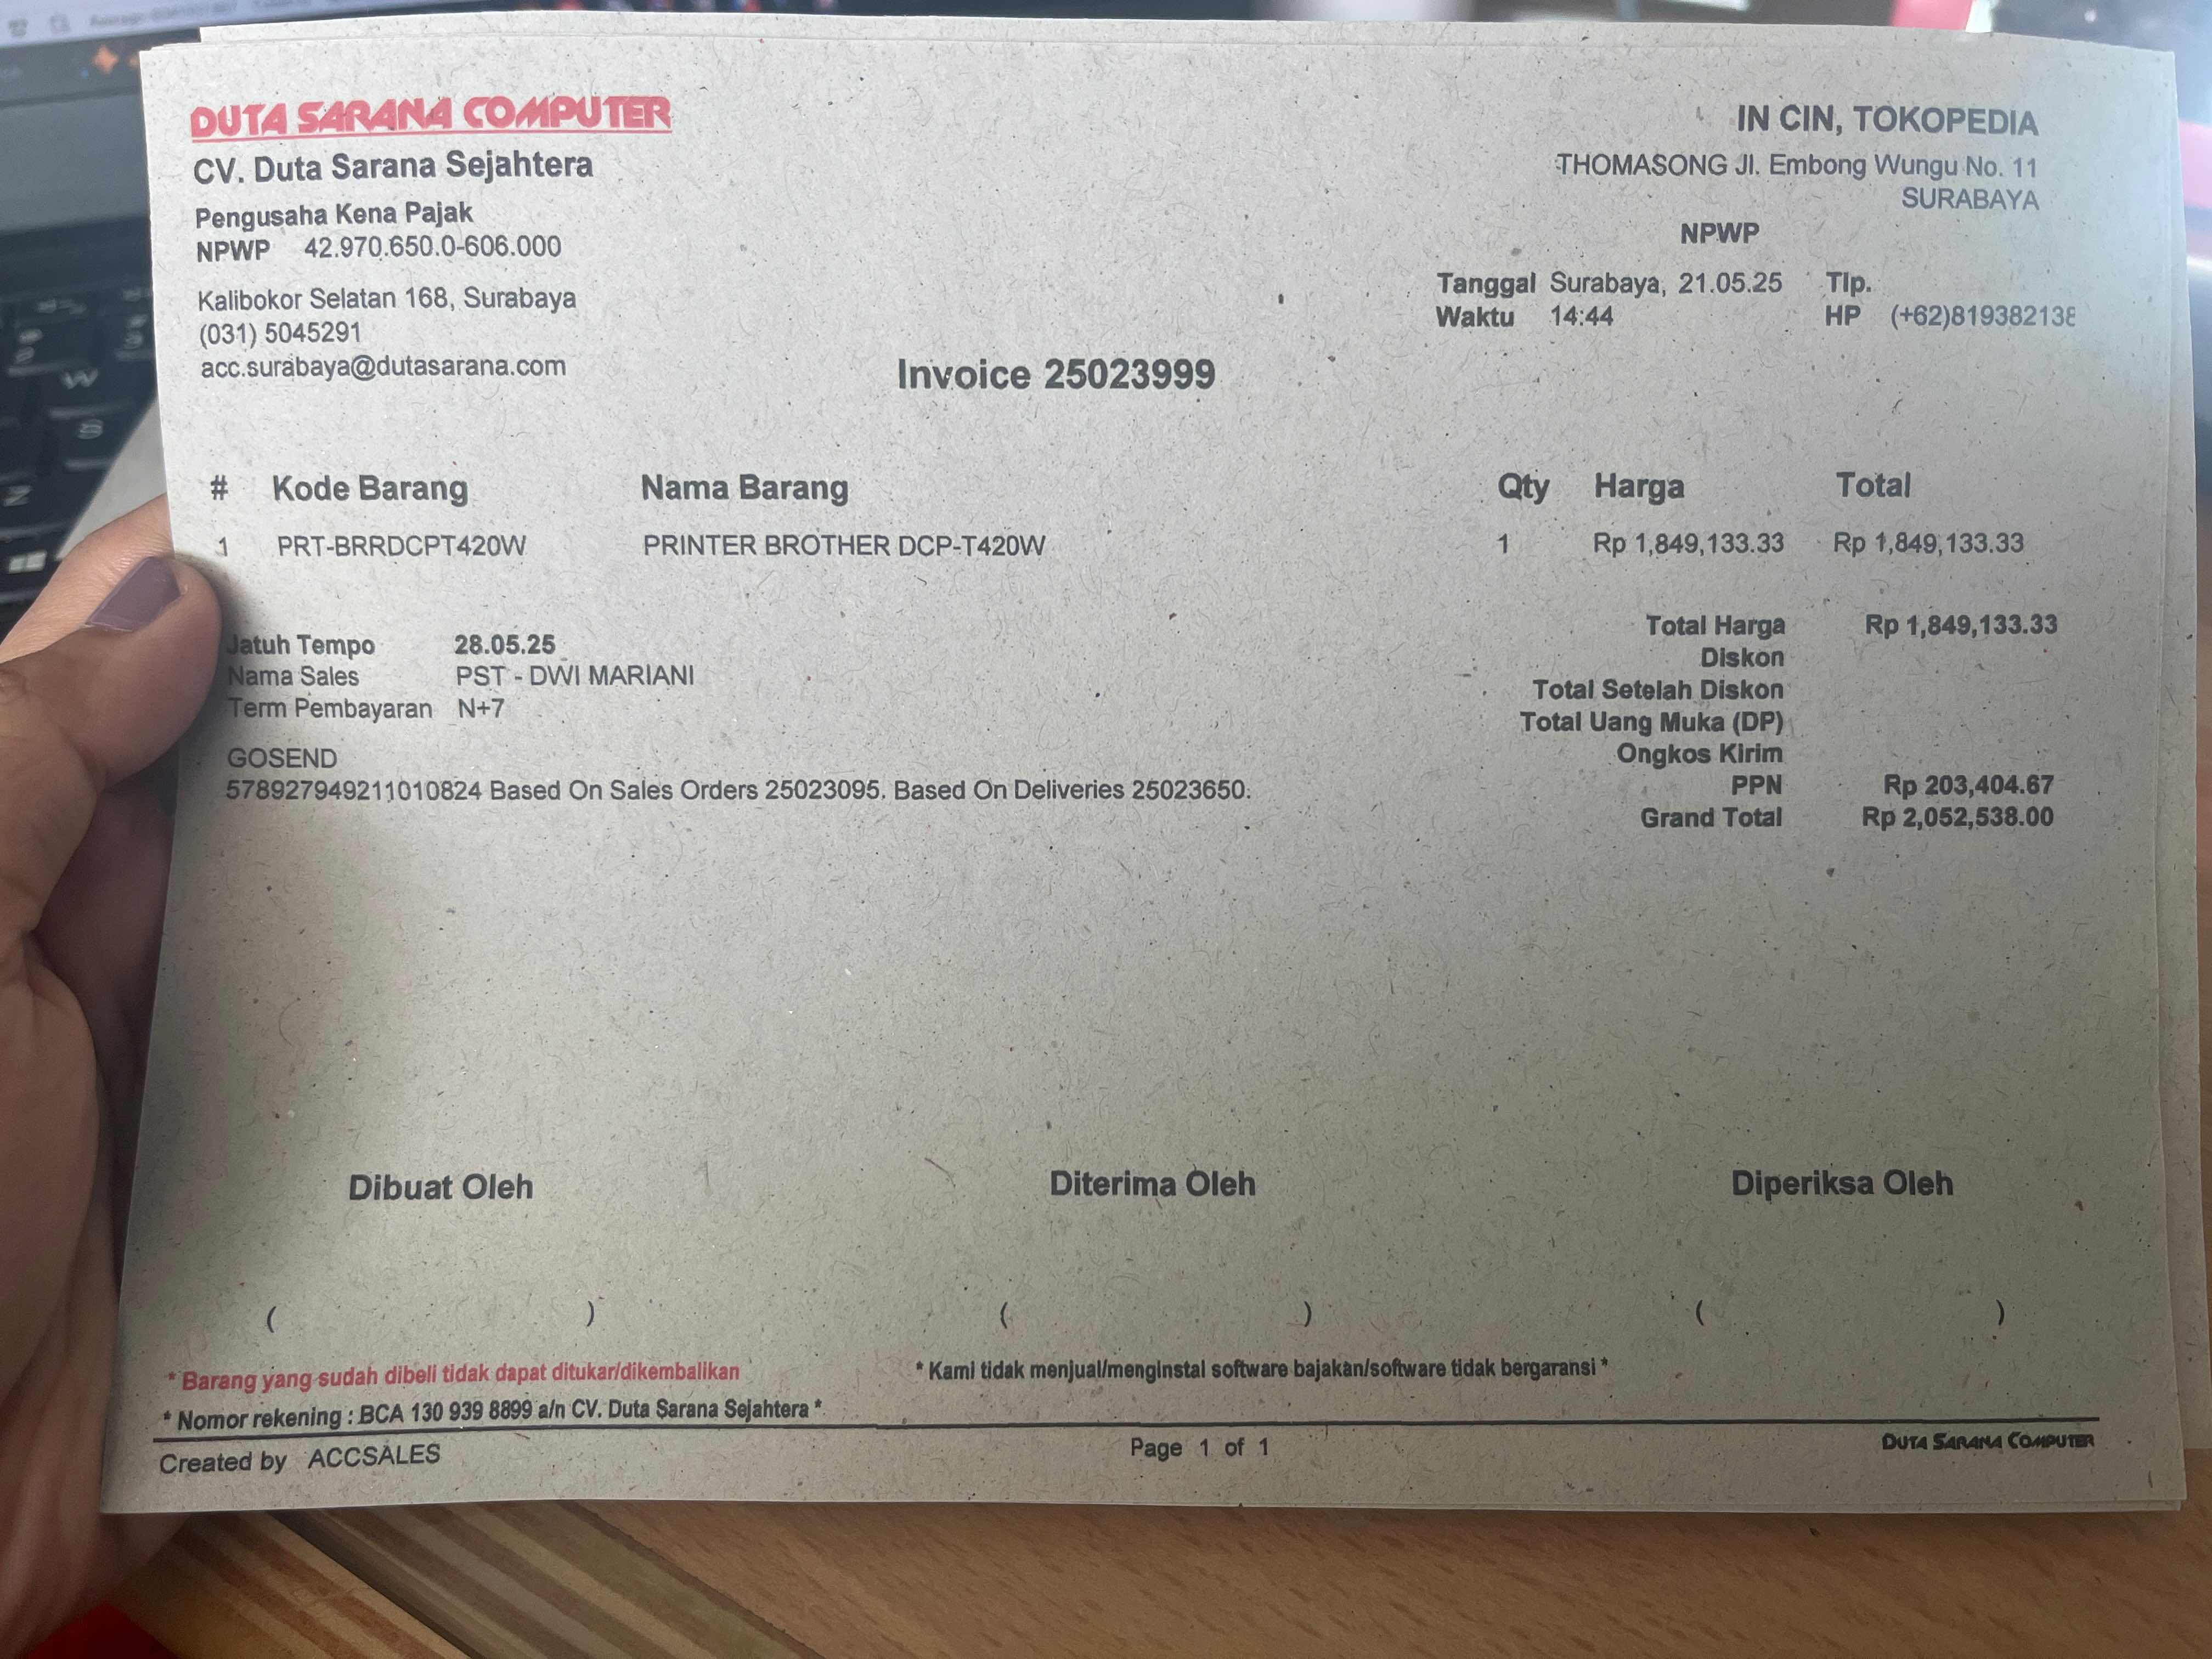 DUTA SARANA COMPUTER
CV. Duta Sarana Sejahtera
Pengusaha Kena Pajak
NPWP 42.970.650.0-606.000
Kalibokor Selatan 168, Surabaya
(031) 5045291
acc.surabaya@dutasarana.com
IN CIN, TOKOPEDIA
THOMASONG Jl. Embong Wungu No. 11
SURABAYA
NPWP
Tanggal Surabaya, 21.05.25 Tlp.
Waktu 14:44 HP (+62)819382138
Invoice 25023999
# Kode Barang Nama Barang Qty Harga Total
1 PRT-BRRDCPT420W PRINTER BROTHER DCP-T420W 1 Rp 1,849,133.33 Rp 1,849,133.33
Jatuh Tempo 28.05.25
Nama Sales PST - DWI MARIANI
Term Pembayaran N+7
GOSEND
578927949211010824 Based On Sales Orders 25023095. Based On Deliveries 25023650.
Total Harga Rp 1,849,133.33
Diskon
Total Setelah Diskon
Total Uang Muka (DP)
Ongkos Kirim
PPN Rp 203,404.67
Grand Total Rp 2,052,538.00
Dibuat Oleh Diterima Oleh Diperiksa Oleh
( ) ( ) ( )
* Barang yang sudah dibeli tidak dapat ditukar/dikembalikan
* Kami tidak menjual/menginstal software bajakan/software tidak bergaransi *
* Nomor rekening : BCA 130 939 8899 a/n CV. Duta Sarana Sejahtera *
Created by ACCSALES Page 1 of 1 DUTA SARANA COMPUTER
W
S
Z